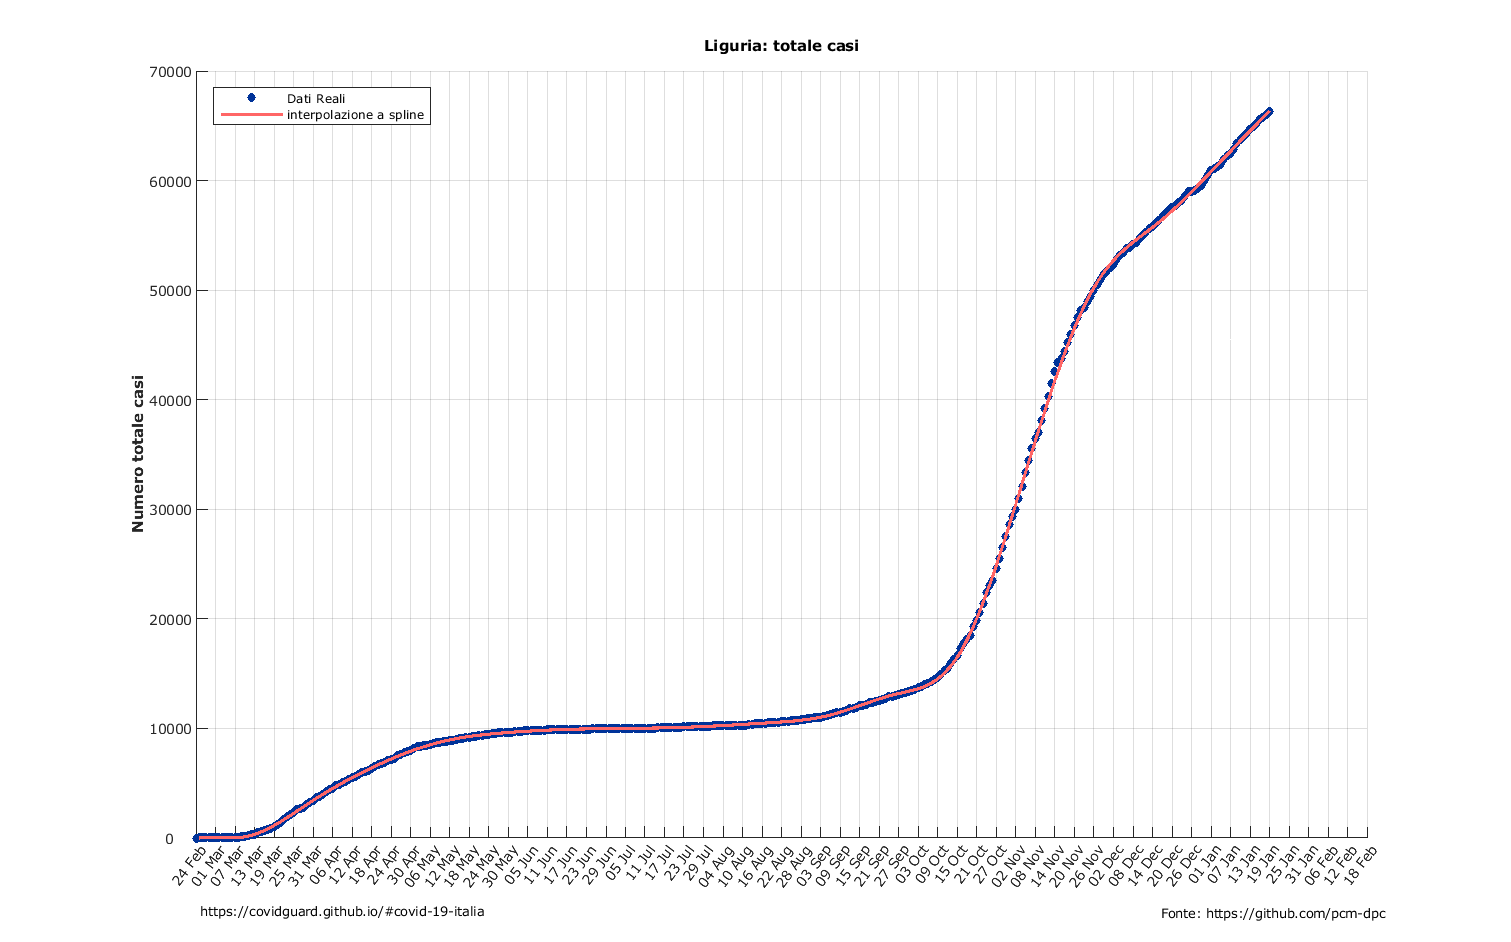 Liguria: totale casi
Dati Reali
interpolazione a spline
Numero totale casi
70000
60000
50000
40000
30000
20000
10000
0
24 Feb
01 Mar
07 Mar
13 Mar
19 Mar
25 Mar
31 Mar
06 Apr
12 Apr
18 Apr
24 Apr
30 Apr
06 May
12 May
18 May
24 May
30 May
05 Jun
11 Jun
17 Jun
23 Jun
29 Jun
05 Jul
11 Jul
17 Jul
23 Jul
29 Jul
04 Aug
10 Aug
16 Aug
22 Aug
28 Aug
03 Sep
09 Sep
15 Sep
21 Sep
27 Sep
03 Oct
09 Oct
15 Oct
21 Oct
27 Oct
02 Nov
08 Nov
14 Nov
20 Nov
26 Nov
02 Dec
08 Dec
14 Dec
20 Dec
26 Dec
01 Jan
07 Jan
13 Jan
19 Jan
25 Jan
31 Jan
06 Feb
12 Feb
18 Feb
https://covidguard.github.io/#covid-19-italia
Fonte: https://github.com/pcm-dpc